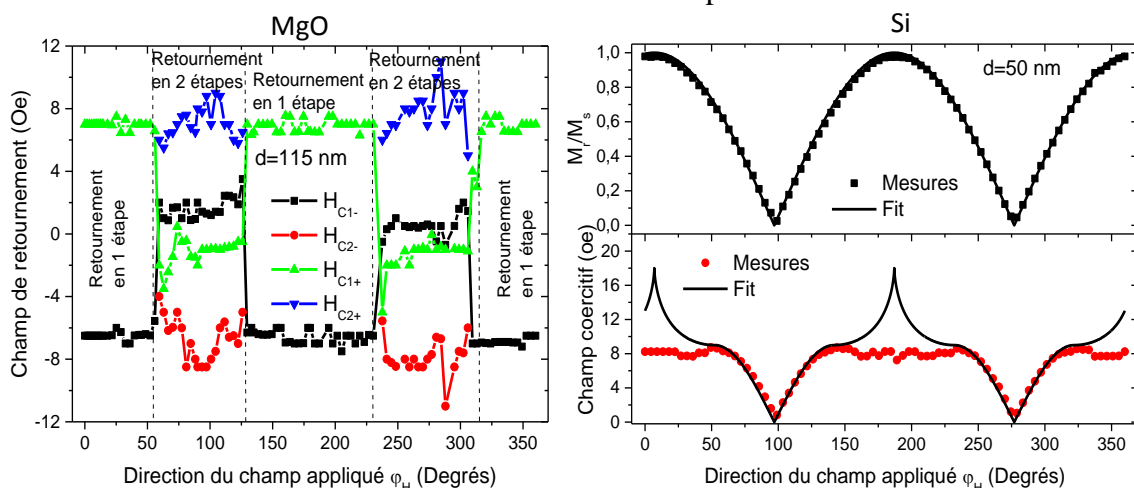 MgO
Retournement
en 2 étapes
Retournement
en 1 étape
Retournement
en 2 étapes
d=115 nm
Retournement
en 1 étape
Retournement
en 1 étape
H_C1-
H_C2-
H_C1+
H_C2+
Champ de retournement (Oe)
12
8
4
0
-4
-8
-12
0 50 100 150 200 250 300 350
Direction du champ appliqué φ_H (Degrés)
Si
d=50 nm
M_r/M_s
1,0
0,8
0,6
0,4
0,2
0,0
Mesures
Fit
Champ coercitif (oe)
16
12
8
4
0
Mesures
Fit
0 50 100 150 200 250 300 350
Direction du champ appliqué φ_H (Degrés)